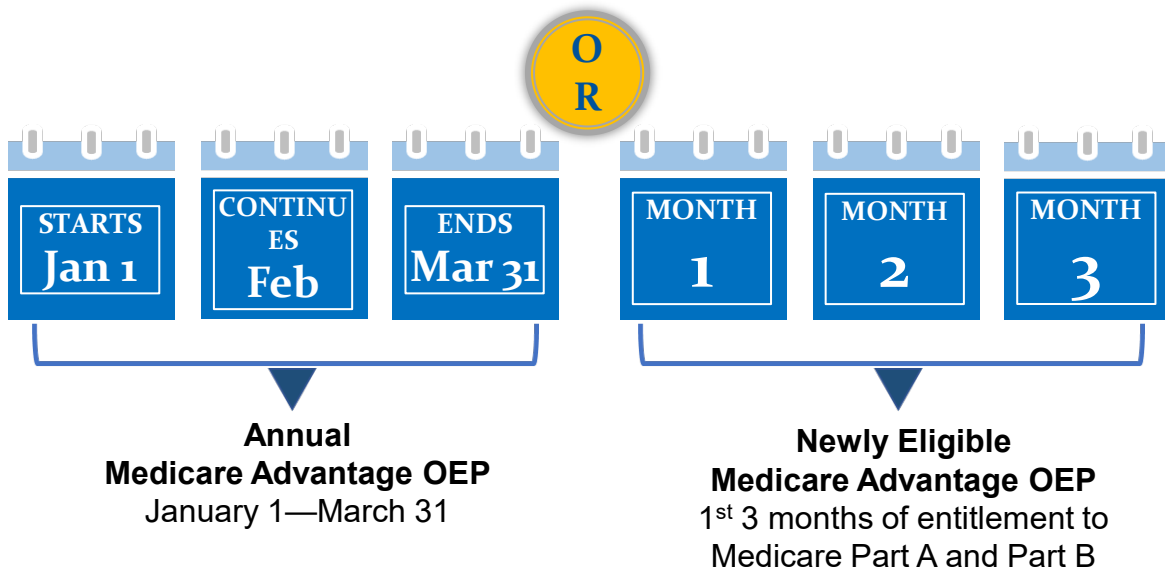 O
R
STARTS
Jan 1
CONTINU
ES
Feb
ENDS
Mar 31
MONTH
1
MONTH
2
MONTH
3
Annual
Medicare Advantage OEP
January 1—March 31
Newly Eligible
Medicare Advantage OEP
1st 3 months of entitlement to
Medicare Part A and Part B